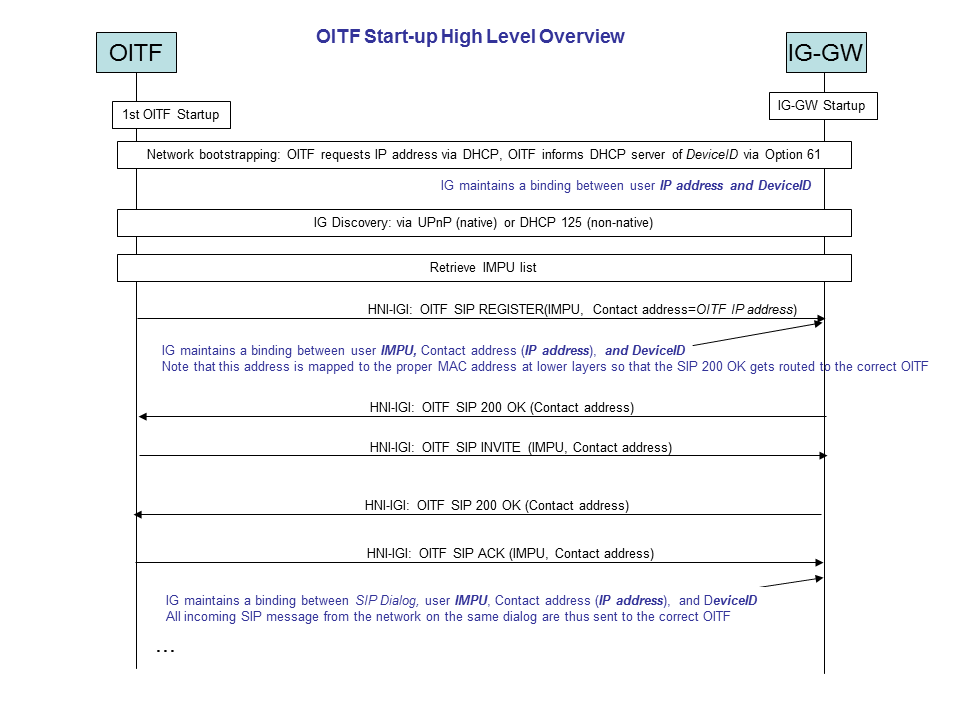 OITF Start-up High Level Overview
OITF
IG-GW
1st OITF Startup
IG-GW Startup
Network bootstrapping: OITF requests IP address via DHCP, OITF informs DHCP server of DeviceID via Option 61
IG maintains a binding between user IP address and DeviceID
IG Discovery: via UPnP (native) or DHCP 125 (non-native)
Retrieve IMPU list
HNI-IGI: OITF SIP REGISTER(IMPU, Contact address=OITF IP address)
IG maintains a binding between user IMPU, Contact address (IP address), and DeviceID
Note that this address is mapped to the proper MAC address at lower layers so that the SIP 200 OK gets routed to the correct OITF
HNI-IGI: OITF SIP 200 OK (Contact address)
HNI-IGI: OITF SIP INVITE (IMPU, Contact address)
HNI-IGI: OITF SIP 200 OK (Contact address)
HNI-IGI: OITF SIP ACK (IMPU, Contact address)
IG maintains a binding between SIP Dialog, user IMPU, Contact address (IP address), and DeviceID
All incoming SIP message from the network on the same dialog are thus sent to the correct OITF
...